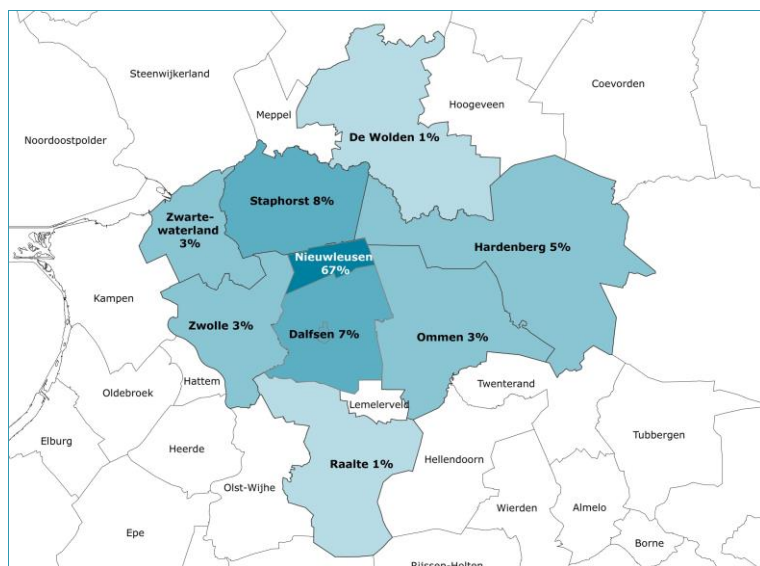 Steenwijkerland
Coevorden
Meppel
Hoogeveen
Noordoostpolder
De Wolden 1%
Staphorst 8%
Zwarte-
waterland
3%
Hardenberg 5%
Nieuwleusen
67%
Kampen
Zwolle 3%
Dalfsen 7%
Ommen 3%
Hattem
Twenterand
Oldebroek
Lemelerveld
Elburg
Heerde
Tubbergen
Hellendoorn
Raalte 1%
Olst-Wijhe
Wierden
Almelo
Epe
Borne
Rijssen-Holten